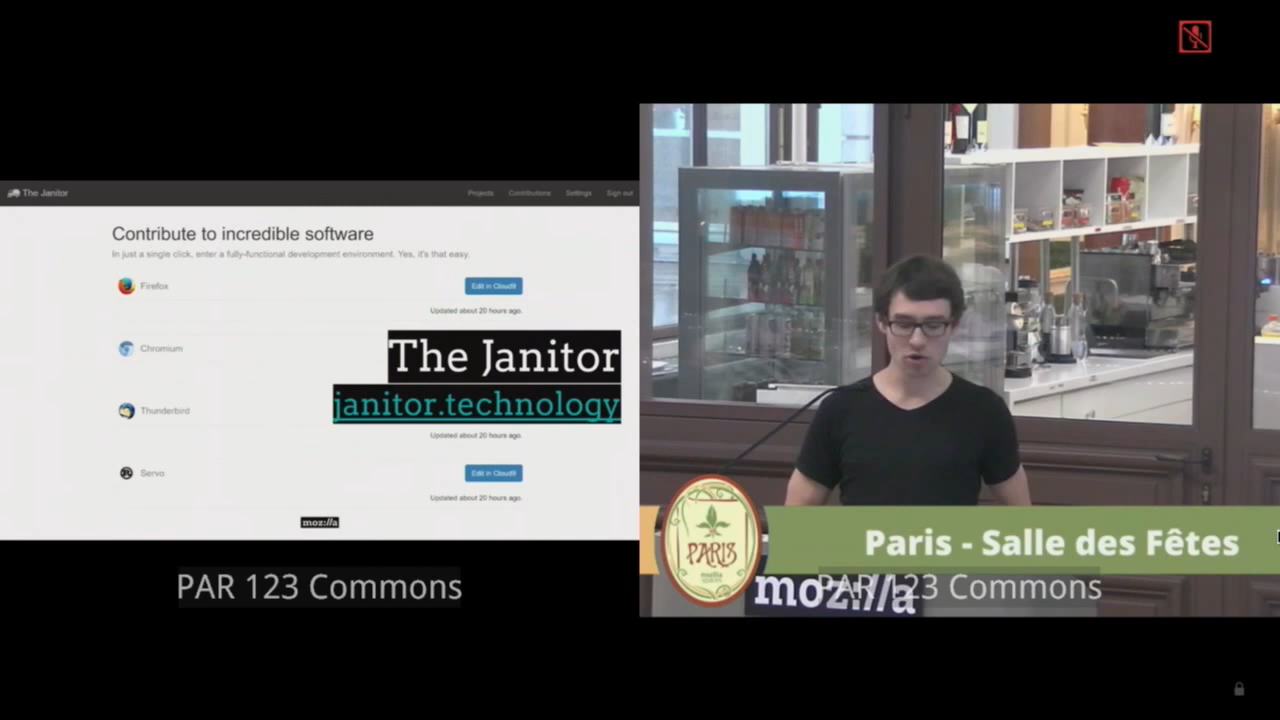 The Janitor
Projects Contributions Settings Sign out
Contribute to incredible software
In just a single click, enter a fully-functional development environment. Yes, it's that easy.
Firefox
Edit in Cloud9
Updated about 20 hours ago.
Chromium
The Janitor
janitor.technology
Thunderbird
Updated about 20 hours ago.
Servo
Edit in Cloud9
Updated about 20 hours ago.
moz://a
PAR 123 Commons
PARIS
mozilla
Paris - Salle des Fêtes
moz://a
PAR 123 Commons